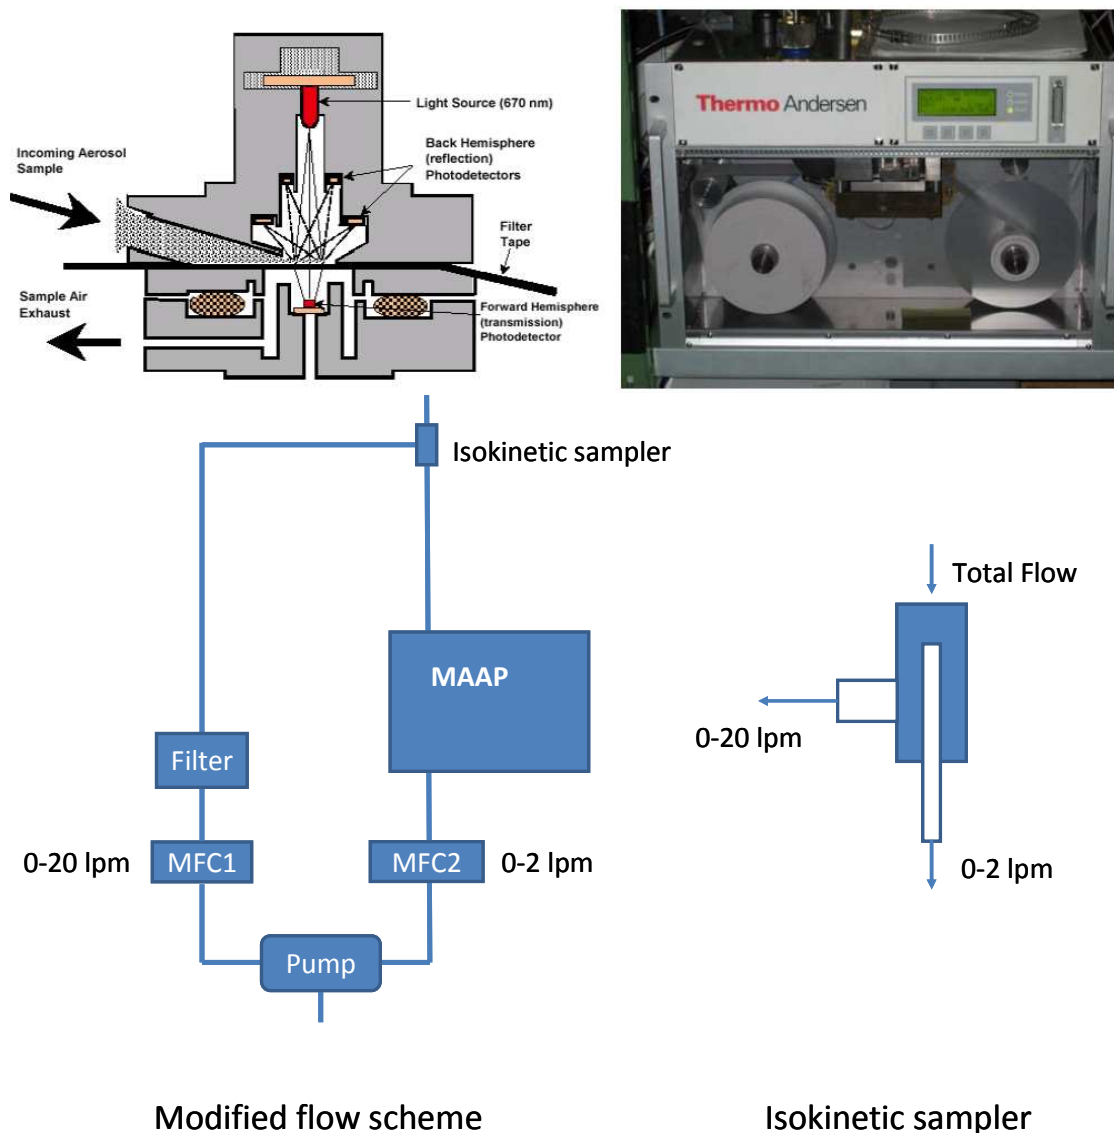 Light Source (670 nm)
Incoming Aerosol
Sample
Back Hemisphere
(reflection)
Photodetectors
Filter
Tape
Sample Air
Exhaust
Forward Hemisphere
(transmission)
Photodetector
Thermo Andersen
Isokinetic sampler
MAAP
Filter
0-20 lpm
MFC1
MFC2
0-2 lpm
Pump
Total Flow
0-20 lpm
0-2 lpm
Modified flow scheme
Isokinetic sampler